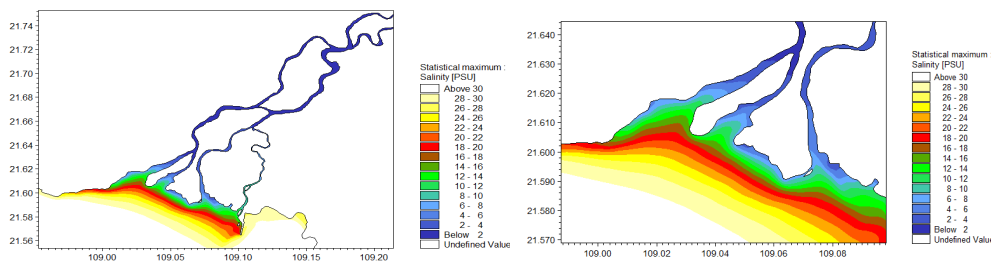 21.74
21.72
21.70
21.68
21.66
21.64
21.62
21.60
21.58
21.56
109.00
109.05
109.10
109.15
109.20
Statistical maximum :
Salinity [PSU]
Above 30
28 - 30
26 - 28
24 - 26
22 - 24
20 - 22
18 - 20
16 - 18
14 - 16
12 - 14
10 - 12
8 - 10
6 - 8
4 - 6
2 - 4
Below 2
Undefined Value
21.640
21.630
21.620
21.610
21.600
21.590
21.580
21.570
109.00
109.02
109.04
109.06
109.08
Statistical maximum :
Salinity [PSU]
Above 30
28 - 30
26 - 28
24 - 26
22 - 24
20 - 22
18 - 20
16 - 18
14 - 16
12 - 14
10 - 12
8 - 10
6 - 8
4 - 6
2 - 4
Below 2
Undefined Value